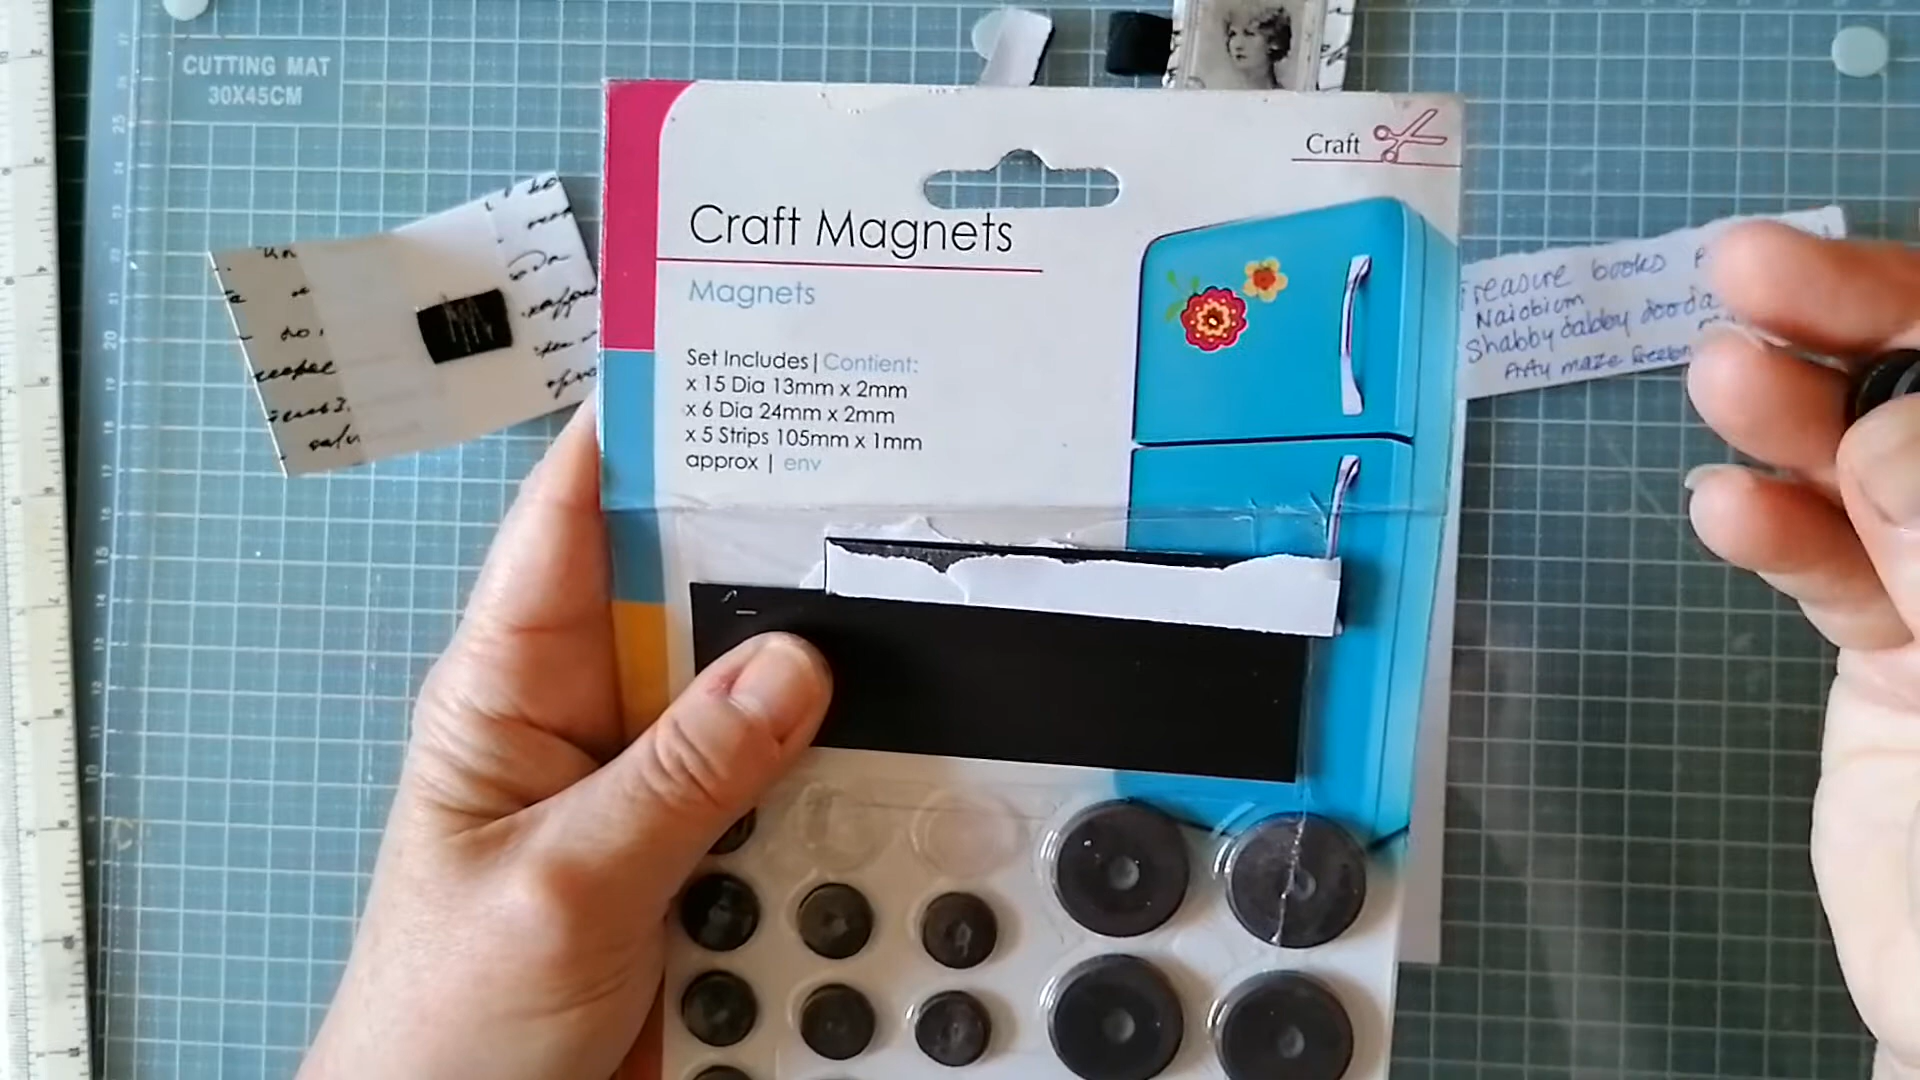 CUTTING MAT
30X45CM
Craft
Craft Magnets
Magnets
Set Includes | Contient:
x 15 Dia 13mm x 2mm
x 6 Dia 24mm x 2mm
x 5 Strips 105mm x 1mm
approx | env
Treasure books
Naiobium
Shabby dabby dooda
Arty maze